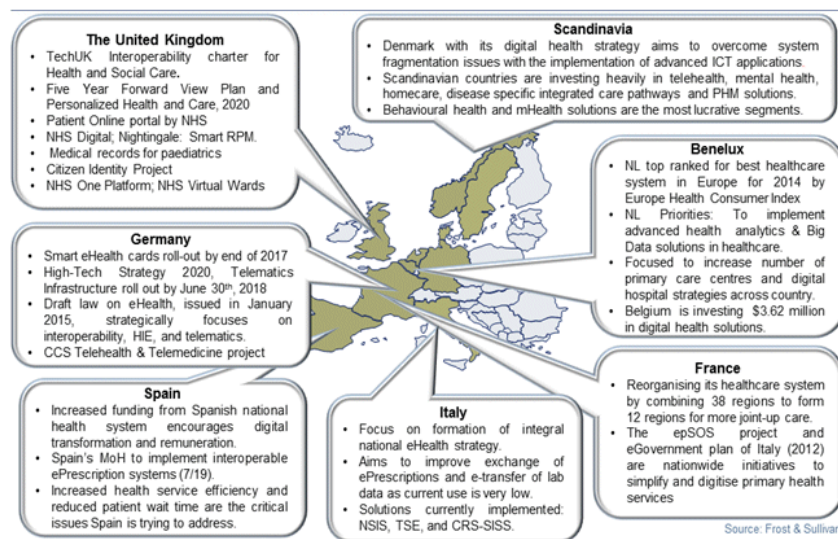 The United Kingdom
• TechUK Interoperability charter for
Health and Social Care.
• Five Year Forward View Plan and
Personalized Health and Care, 2020
• Patient Online portal by NHS
• NHS Digital; Nightingale: Smart RPM.
• Medical records for paediatrics
• Citizen Identity Project
• NHS One Platform; NHS Virtual Wards
Scandinavia
• Denmark with its digital health strategy aims to overcome system
fragmentation issues with the implementation of advanced ICT applications.
• Scandinavian countries are investing heavily in telehealth, mental health,
homecare, disease specific integrated care pathways and PHM solutions.
• Behavioural health and mHealth solutions are the most lucrative segments.
Benelux
• NL top ranked for best healthcare
system in Europe for 2014 by
Europe Health Consumer Index
• NL Priorities: To implement
advanced health analytics & Big
Data solutions in healthcare.
• Focused to increase number of
primary care centres and digital
hospital strategies across country.
• Belgium is investing $3.62 million
in digital health solutions.
Germany
• Smart eHealth cards roll-out by end of 2017
• High-Tech Strategy 2020, Telematics
Infrastructure roll out by June 30th, 2018
• Draft law on eHealth, issued in January
2015, strategically focuses on
interoperability, HIE, and telematics.
• CCS Telehealth & Telemedicine project
Spain
• Increased funding from Spanish national
health system encourages digital
transformation and remuneration.
• Spain's MoH to implement interoperable
ePrescription systems (7/19).
• Increased health service efficiency and
reduced patient wait time are the critical
issues Spain is trying to address.
Italy
• Focus on formation of integral
national eHealth strategy.
• Aims to improve exchange of
ePrescriptions and e-transfer of lab
data as current use is very low.
• Solutions currently implemented:
NSIS, TSE, and CRS-SISS.
France
• Reorganising its healthcare system
by combining 38 regions to form
12 regions for more joint-up care.
• The epSOS project and
eGovernment plan of Italy (2012)
are nationwide initiatives to
simplify and digitise primary health
services
Source: Frost & Sullivan